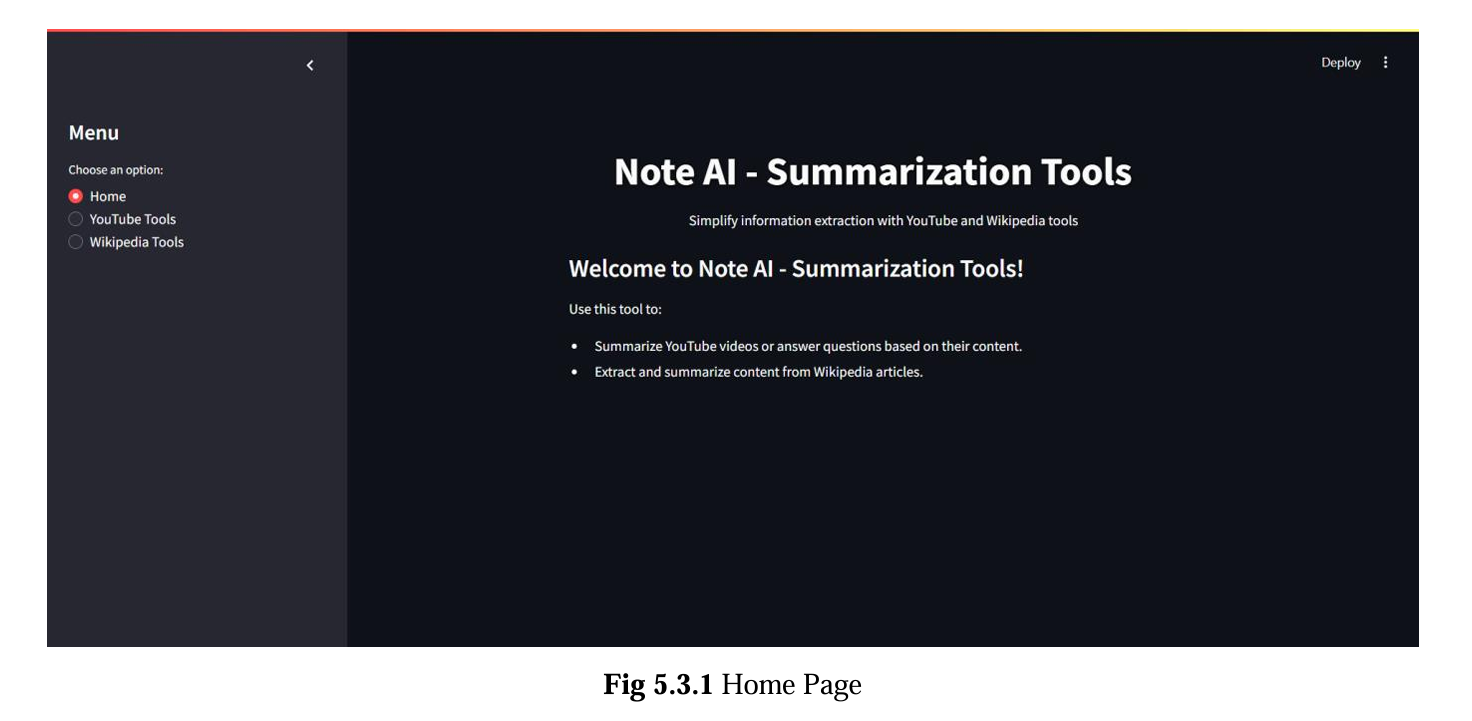 Deploy
Menu
Choose an option:
Home
YouTube Tools
Wikipedia Tools
Note AI - Summarization Tools
Simplify information extraction with YouTube and Wikipedia tools
Welcome to Note AI - Summarization Tools!
Use this tool to:
• Summarize YouTube videos or answer questions based on their content.
• Extract and summarize content from Wikipedia articles.
Fig 5.3.1 Home Page